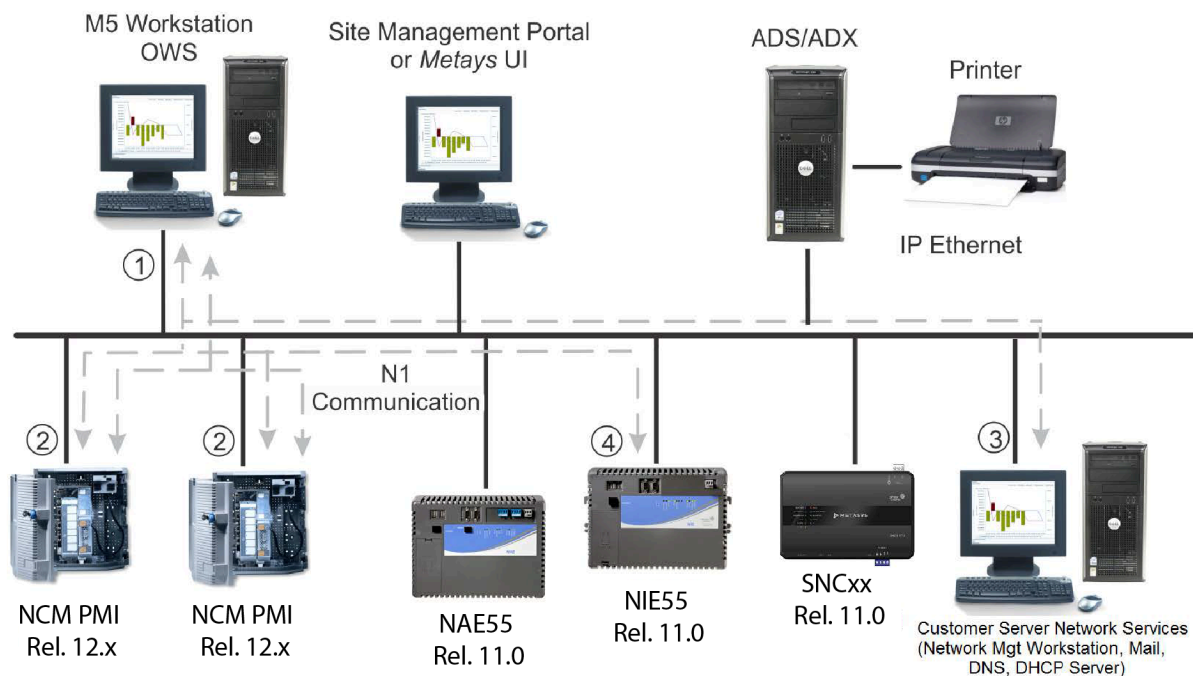 M5 Workstation
OWS
Site Management Portal
or Metays UI
ADS/ADX
Printer
IP Ethernet
1
N1
Communication
2
2
4
3
NCM PMI
Rel. 12.x
NCM PMI
Rel. 12.x
NAE55
Rel. 11.0
NIE55
Rel. 11.0
SNCxx
Rel. 11.0
Customer Server Network Services
(Network Mgt Workstation, Mail,
DNS, DHCP Server)